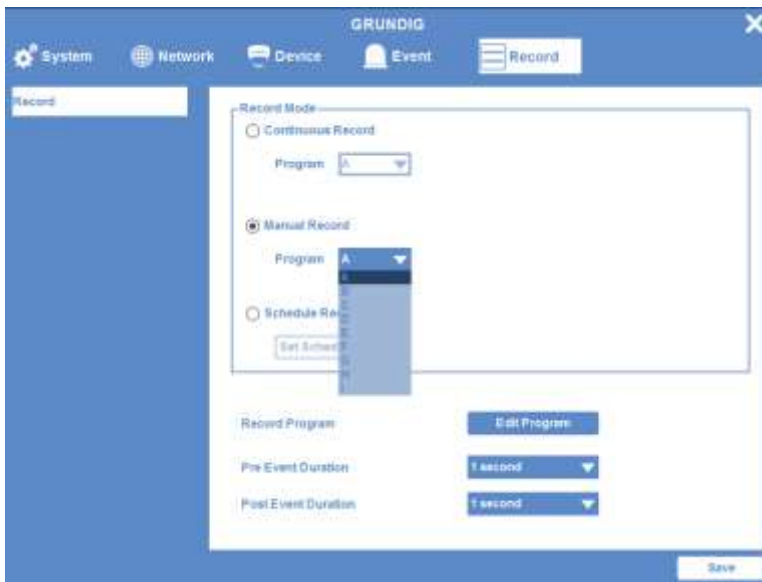 GRUNDIG
System Network Device Event Record
Record
Record Mode
Continuous Record
Program A
Manual Record
Program A
Schedule
Record Program Edit Program
Pre Event Duration 1 second
Post Event Duration 1 second
Save